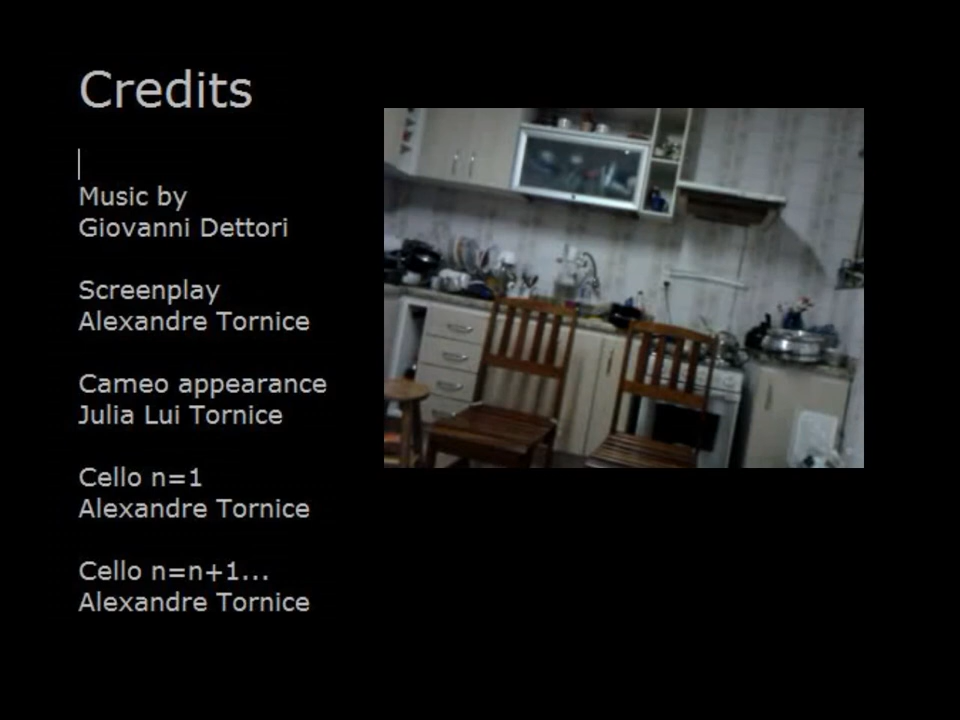 Credits
Music by
Giovanni Dettori
Screenplay
Alexandre Tornice
Cameo appearance
Julia Lui Tornice
Cello n=1
Alexandre Tornice
Cello n=n+1...
Alexandre Tornice